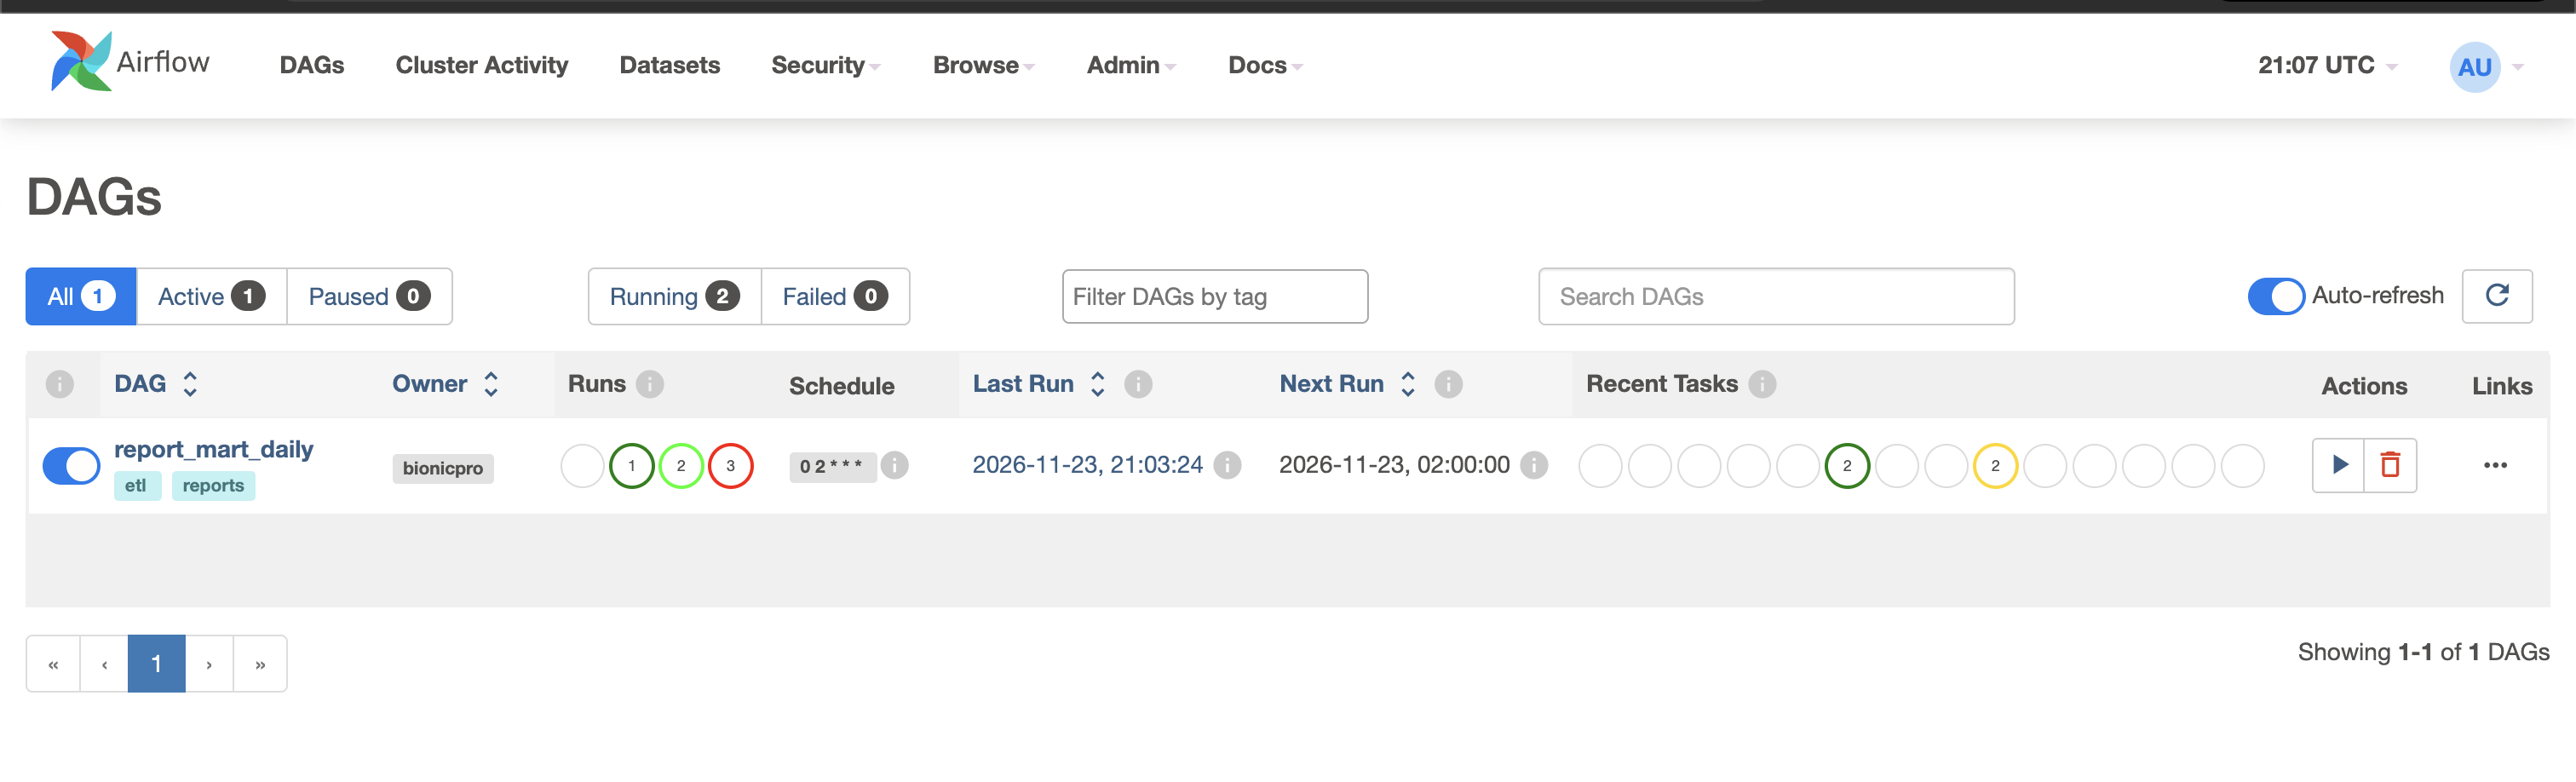 Airflow DAGs Cluster Activity Datasets Security Browse Admin Docs 21:07 UTC AU
DAGs
All 1 Active 1 Paused 0 Running 2 Failed 0 Filter DAGs by tag Search DAGs Auto-refresh
i DAG Owner Runs i Schedule Last Run i Next Run i Recent Tasks i Actions Links
report_mart_daily
bionicpro 1 2 3 0 2 * * * i 2026-11-23, 21:03:24 i 2026-11-23, 02:00:00 i 2 2
etl reports
« ‹ 1 › »
Showing 1-1 of 1 DAGs